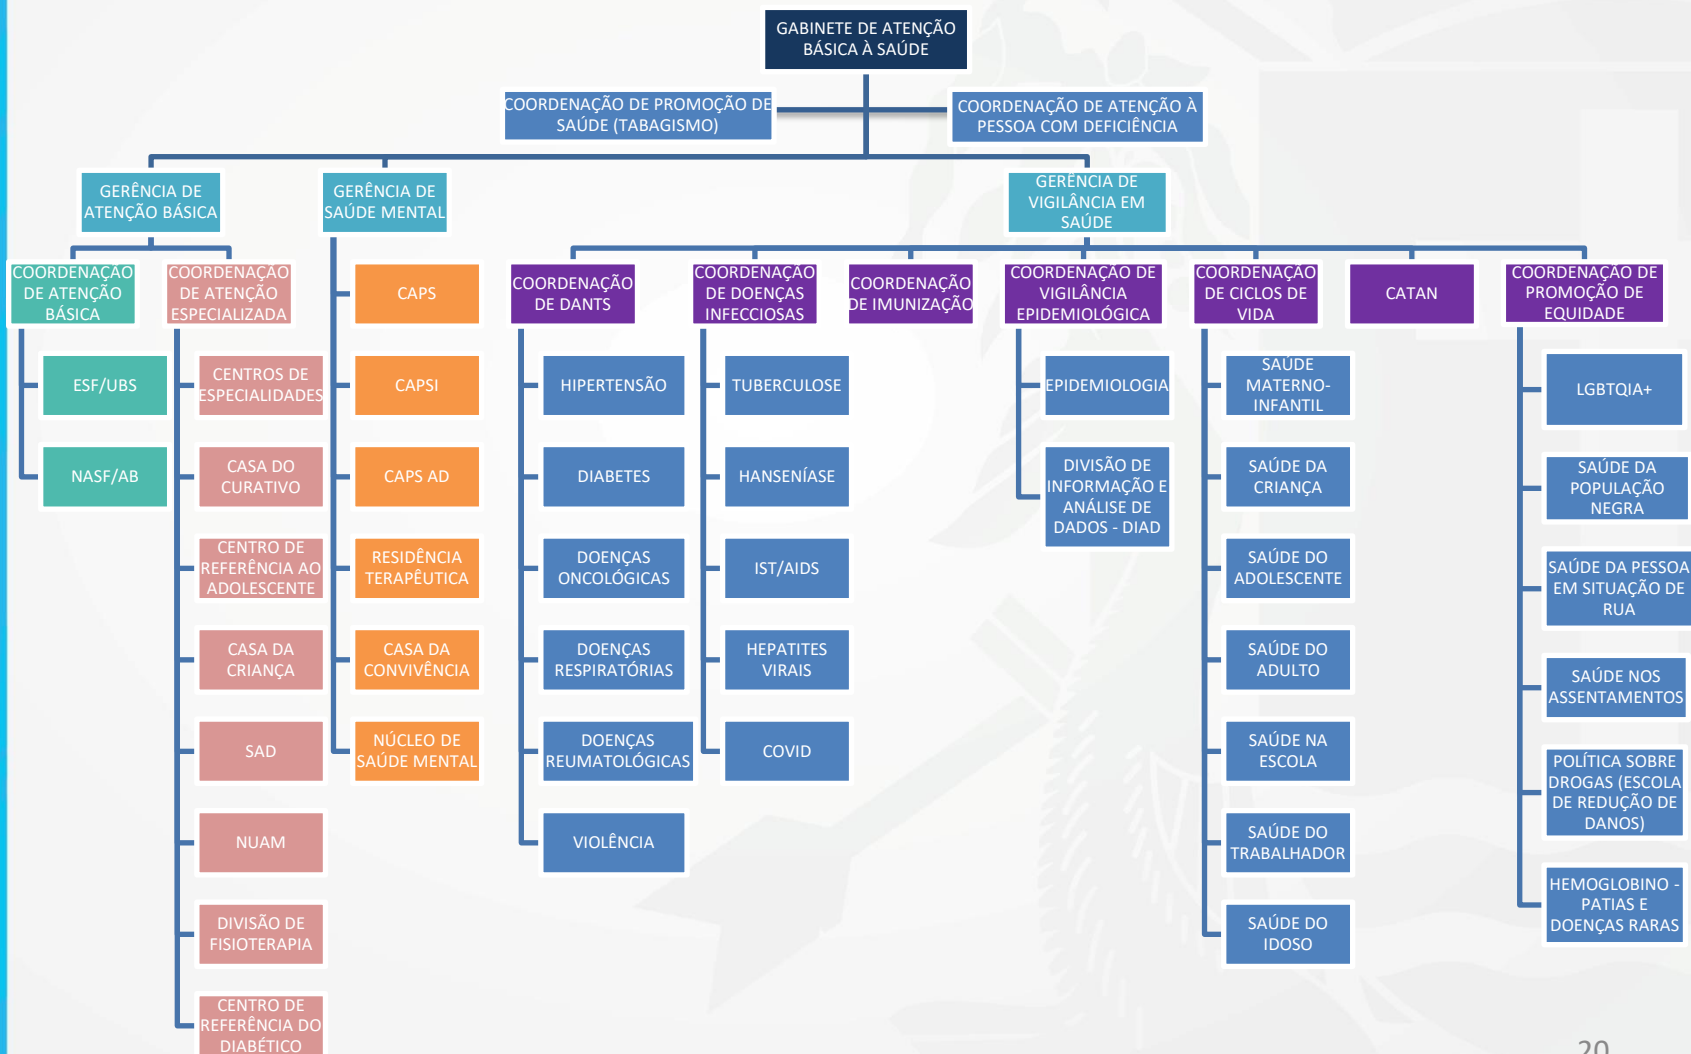 GABINETE DE ATENÇÃO
BÁSICA À SAÚDE
COORDENAÇÃO DE PROMOÇÃO DE
SAÚDE (TABAGISMO)
COORDENAÇÃO DE ATENÇÃO À
PESSOA COM DEFICIÊNCIA
GERÊNCIA DE
ATENÇÃO BÁSICA
GERÊNCIA DE
SAÚDE MENTAL
GERÊNCIA DE
VIGILÂNCIA EM
SAÚDE
COORDENAÇÃO
DE ATENÇÃO
BÁSICA
ESF/UBS
NASF/AB
COORDENAÇÃO
DE ATENÇÃO
ESPECIALIZADA
CENTROS DE
ESPECIALIDADES
CASA DO
CURATIVO
CENTRO DE
REFERÊNCIA AO
ADOLESCENTE
CASA DA
CRIANÇA
SAD
NUAM
DIVISÃO DE
FISIOTERAPIA
CENTRO DE
REFERÊNCIA DO
DIABÉTICO
CAPS
CAPSI
CAPS AD
RESIDÊNCIA
TERAPÊUTICA
CASA DA
CONVIVÊNCIA
NÚCLEO DE
SAÚDE MENTAL
COORDENAÇÃO
DE DANTS
HIPERTENSÃO
DIABETES
DOENÇAS
ONCOLÓGICAS
DOENÇAS
RESPIRATÓRIAS
DOENÇAS
REUMATOLÓGICAS
VIOLÊNCIA
COORDENAÇÃO
DE DOENÇAS
INFECCIOSAS
TUBERCULOSE
HANSENÍASE
IST/AIDS
HEPATITES
VIRAIS
COVID
COORDENAÇÃO
DE IMUNIZAÇÃO
COORDENAÇÃO DE
VIGILÂNCIA
EPIDEMIOLÓGICA
EPIDEMIOLOGIA
DIVISÃO DE
INFORMAÇÃO E
ANÁLISE DE
DADOS - DIAD
COORDENAÇÃO
DE CICLOS DE
VIDA
SAÚDE
MATERNO-
INFANTIL
SAÚDE DA
CRIANÇA
SAÚDE DO
ADOLESCENTE
SAÚDE DO
ADULTO
SAÚDE NA
ESCOLA
SAÚDE DO
TRABALHADOR
SAÚDE DO
IDOSO
CATAN
COORDENAÇÃO DE
PROMOÇÃO DE
EQUIDADE
LGBTQIA+
SAÚDE DA
POPULAÇÃO
NEGRA
SAÚDE DA PESSOA
EM SITUAÇÃO DE
RUA
SAÚDE NOS
ASSENTAMENTOS
POLÍTICA SOBRE
DROGAS (ESCOLA
DE REDUÇÃO DE
DANOS)
HEMOGLOBINO -
PATIAS E
DOENÇAS RARAS
20